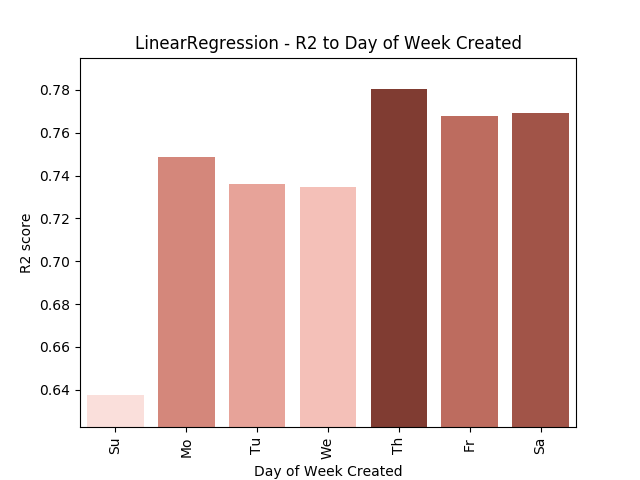 LinearRegression - R2 to Day of Week Created
0.78
0.76
0.74
0.72
0.70
0.68
0.66
0.64
R2 score
Su
Mo
Tu
We
Th
Fr
Sa
Day of Week Created